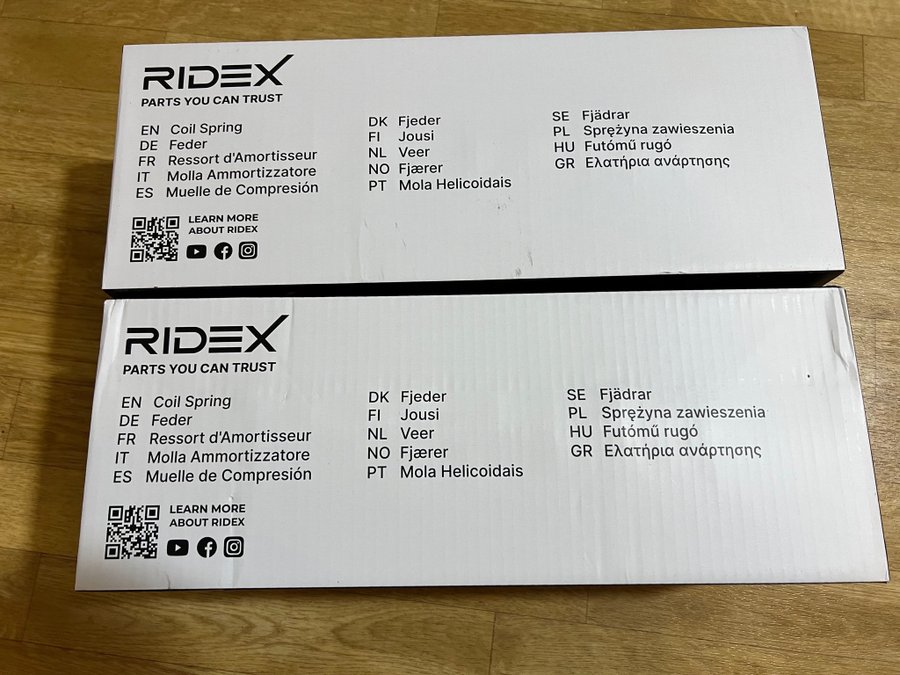 RIDEX
PARTS YOU CAN TRUST
EN Coil Spring
DE Feder
FR Ressort d'Amortisseur
IT Molla Ammortizzatore
ES Muelle de Compresión
DK Fjeder
FI Jousi
NL Veer
NO Fjærer
PT Mola Helicoidais
SE Fjädrar
PL Sprężyna zawieszenia
HU Futómű rugó
GR Ελατήρια ανάρτησης
LEARN MORE
ABOUT RIDEX
RIDEX
PARTS YOU CAN TRUST
EN Coil Spring
DE Feder
FR Ressort d'Amortisseur
IT Molla Ammortizzatore
ES Muelle de Compresión
DK Fjeder
FI Jousi
NL Veer
NO Fjærer
PT Mola Helicoidais
SE Fjädrar
PL Sprężyna zawieszenia
HU Futómű rugó
GR Ελατήρια ανάρτησης
LEARN MORE
ABOUT RIDEX